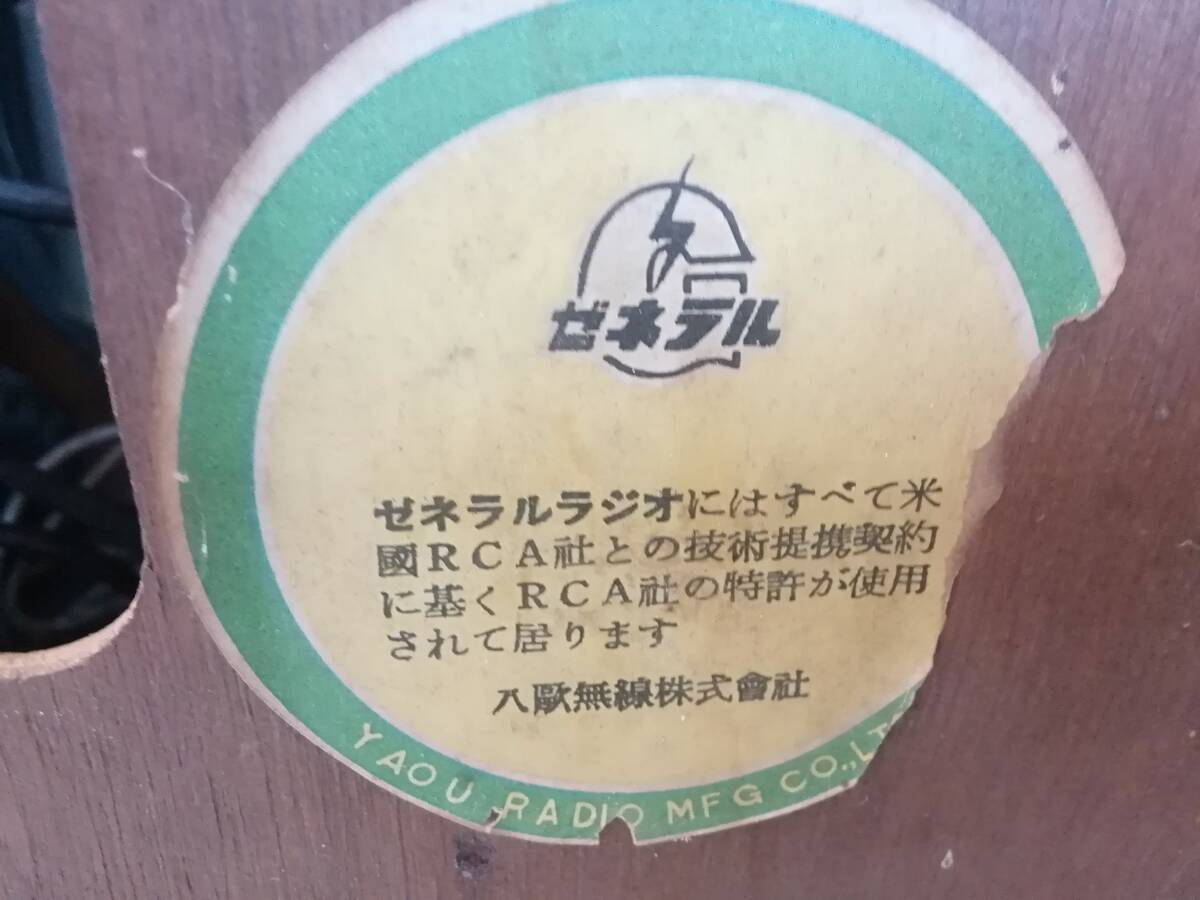 ゼネラル
ゼネラルラジオにはすべて米
國RCA社との技術提携契約
に基くRCA社の特許が使用
されて居ります
八歐無線株式會社
YAOU RADIO MFG CO.,LT